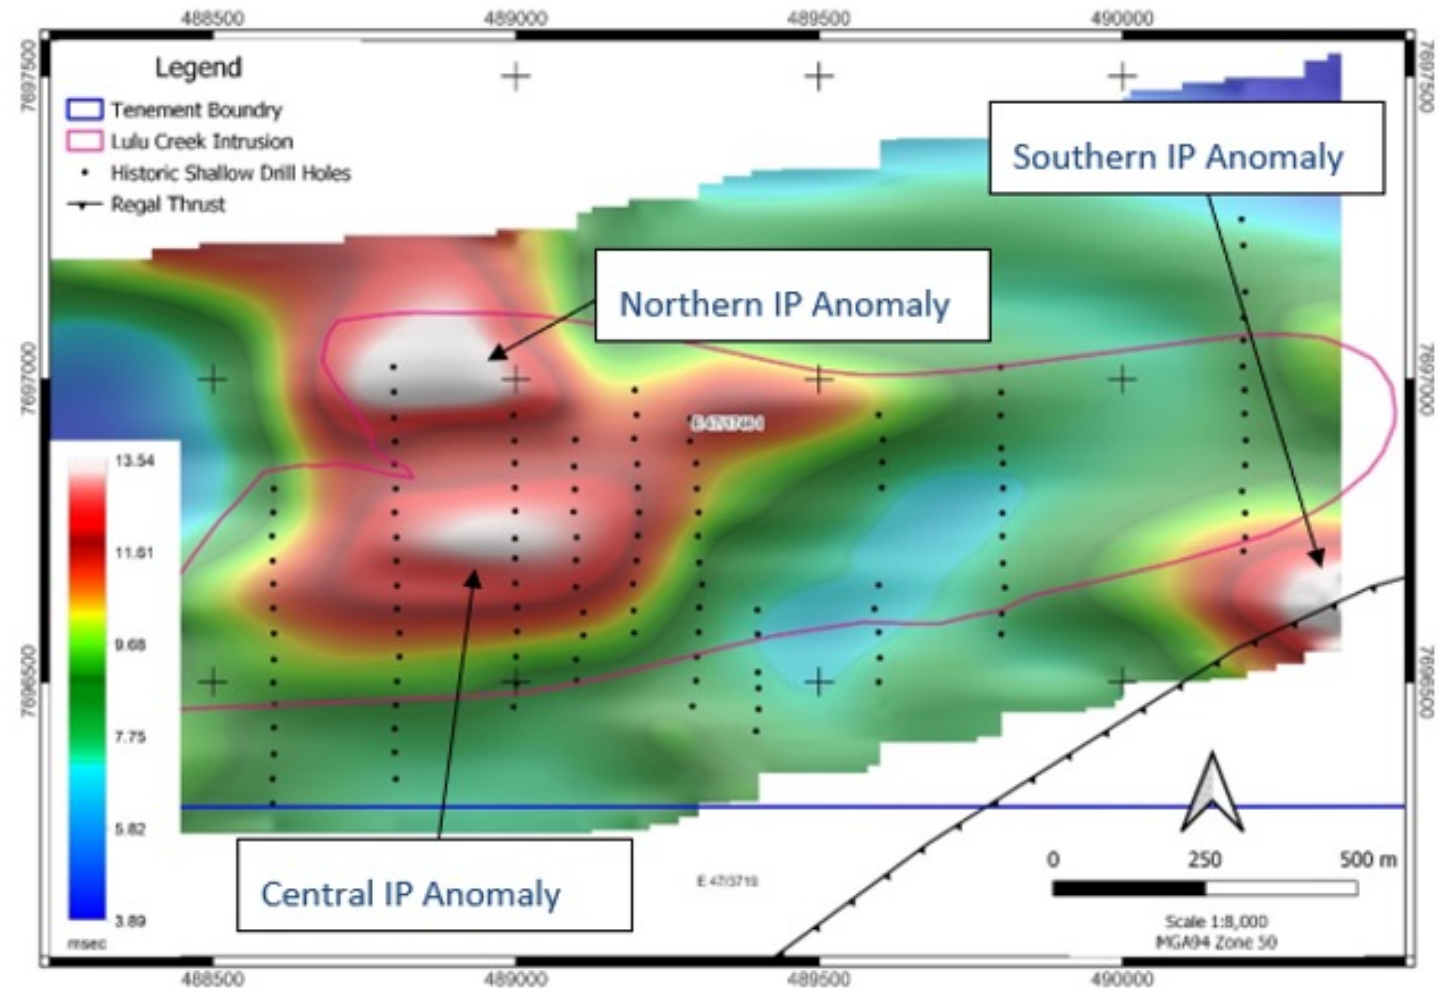 488500 489000 489500 490000
7697500 7697500
Legend
Tenement Boundry
Lulu Creek Intrusion
Historic Shallow Drill Holes
Regal Thrust
Southern IP Anomaly
Northern IP Anomaly
7697000 7697000
13.54
11.61
9.68
7.75
5.82
3.89
msec
7696500 7696500
Central IP Anomaly
E 47/3719
0 250 500 m
Scale 1:8,000
MGA94 Zone 50
488500 489000 489500 490000